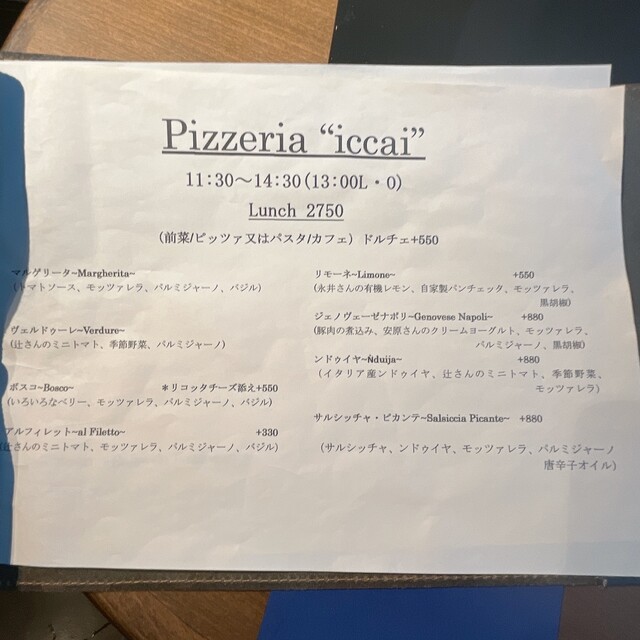 Pizzeria “iccai”
11:30〜14:30(13:00L・O)
Lunch 2750
(前菜/ピッツァ又はパスタ/カフェ) ドルチェ+550
マルゲリータ~Margherita~
(トマトソース、モッツァレラ、パルミジャーノ、バジル)
ヴェルドゥーレ~Verdure~
(辻さんのミニトマト、季節野菜、パルミジャーノ)
ボスコ~Bosco~ *リコッタチーズ添え+550
(いろいろなベリー、モッツァレラ、パルミジャーノ、バジル)
アルフィレット~al Filetto~ +330
(辻さんのミニトマト、モッツァレラ、パルミジャーノ、バジル)
リモーネ~Limone~ +550
(永井さんの有機レモン、自家製パンチェッタ、モッツァレラ、
黒胡椒)
ジェノヴェーゼナポリ~Genovese Napoli~ +880
(豚肉の煮込み、安原さんのクリームヨーグルト、モッツァレラ、
パルミジャーノ、黒胡椒)
ンドゥイヤ~Ńduija~ +880
(イタリア産ンドゥイヤ、辻さんのミニトマト、季節野菜、
モッツァレラ)
サルシッチャ・ピカンテ~Salsiccia Picante~ +880
(サルシッチャ、ンドゥイヤ、モッツァレラ、パルミジャーノ
唐辛子オイル)